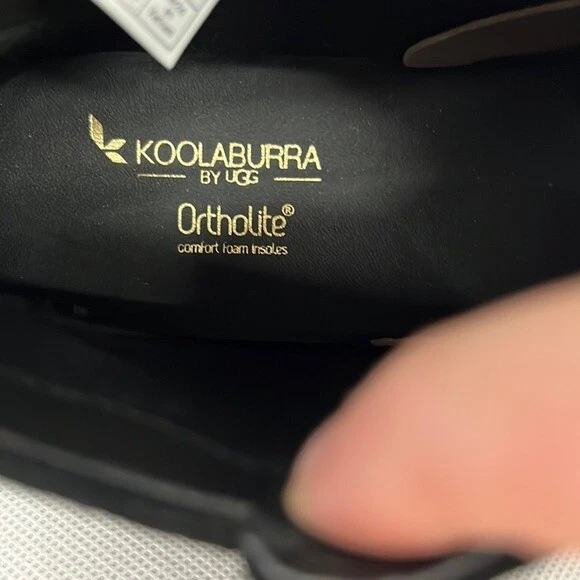 KOOLABURRA
BY UGG
Ortholite®
comfort foam insoles